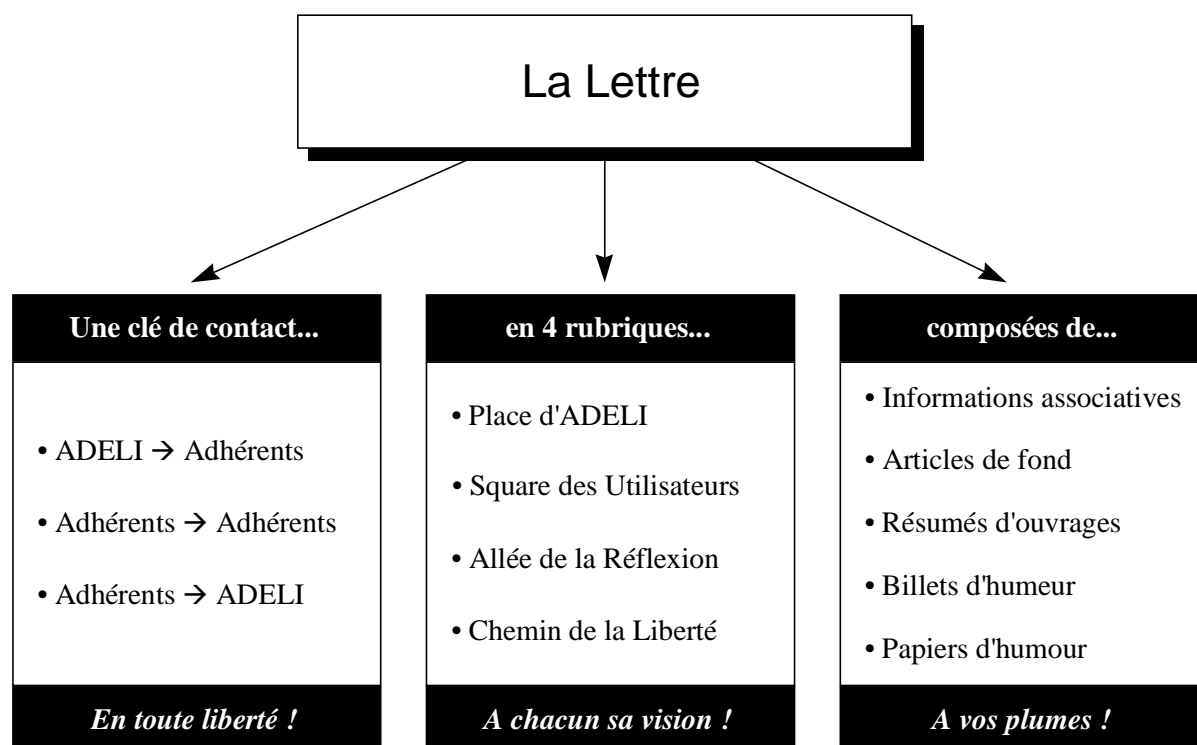 La Lettre
Une clé de contact...
• ADELI → Adhérents
• Adhérents → Adhérents
• Adhérents → ADELI
En toute liberté !
en 4 rubriques...
• Place d'ADELI
• Square des Utilisateurs
• Allée de la Réflexion
• Chemin de la Liberté
A chacun sa vision !
composées de...
• Informations associatives
• Articles de fond
• Résumés d'ouvrages
• Billets d'humeur
• Papiers d'humour
A vos plumes !